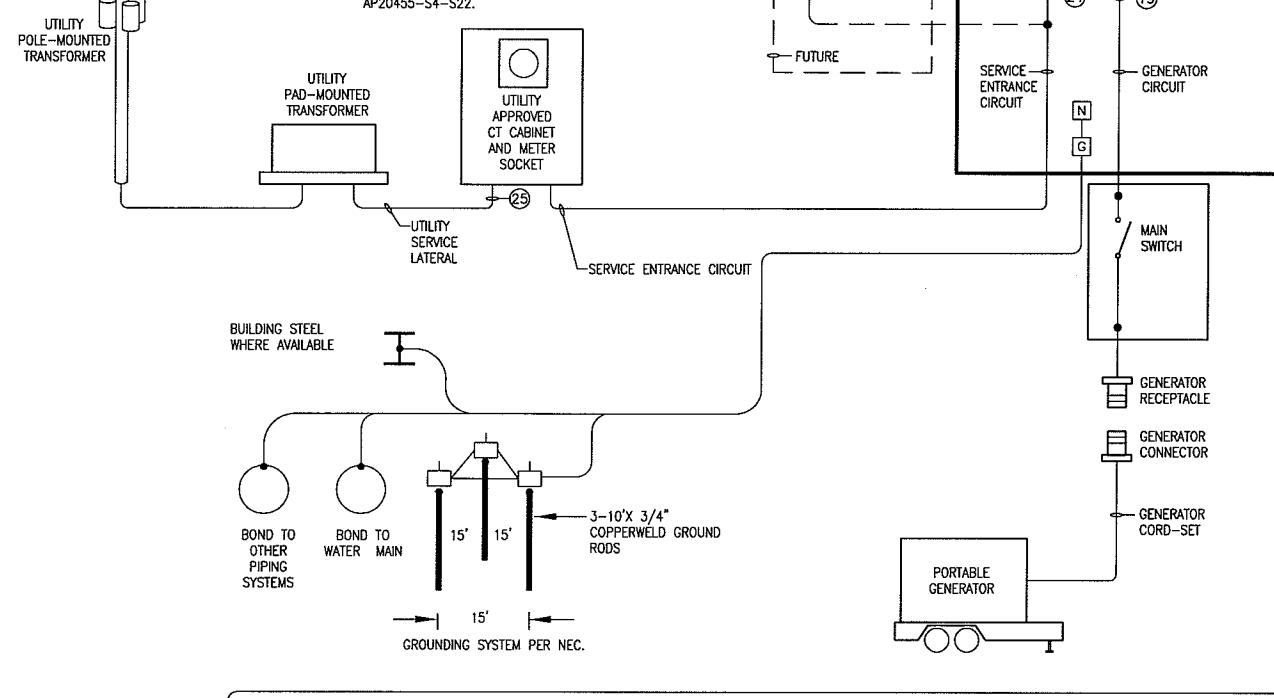 AP20455-S4-S22.
UTILITY
POLE-MOUNTED
TRANSFORMER
UTILITY
PAD-MOUNTED
TRANSFORMER
UTILITY
APPROVED
CT CABINET
AND METER
SOCKET
25
UTILITY
SERVICE
LATERAL
SERVICE ENTRANCE CIRCUIT
FUTURE
SERVICE
ENTRANCE
CIRCUIT
GENERATOR
CIRCUIT
N
G
MAIN
SWITCH
GENERATOR
RECEPTACLE
GENERATOR
CONNECTOR
GENERATOR
CORD-SET
PORTABLE
GENERATOR
BUILDING STEEL
WHERE AVAILABLE
BOND TO
OTHER
PIPING
SYSTEMS
BOND TO
WATER MAIN
15'
15'
3-10'X 3/4"
COPPERWELD GROUND
RODS
15'
GROUNDING SYSTEM PER NEC.